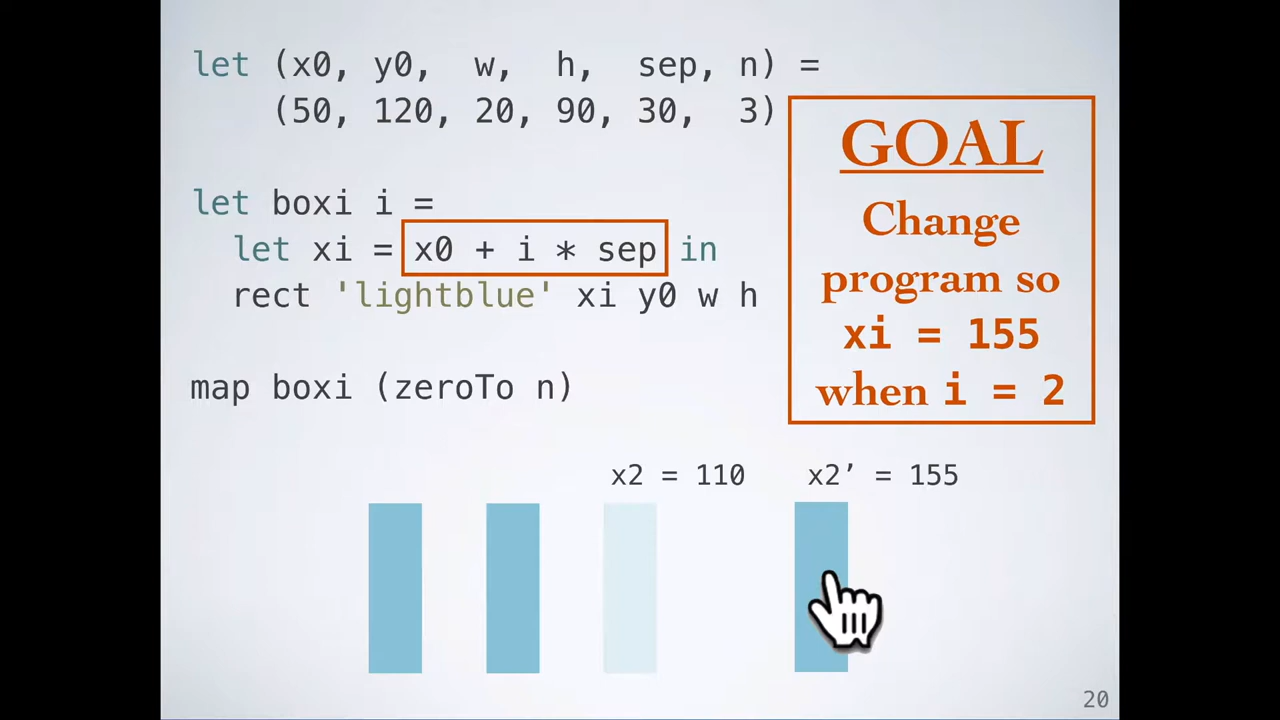 let (x0, y0, w, h, sep, n) =
(50, 120, 20, 90, 30, 3)
let boxi i =
let xi = x0 + i * sep in
rect 'lightblue' xi y0 w h
map boxi (zeroTo n)
GOAL
Change
program so
xi = 155
when i = 2
x2 = 110
x2’ = 155
20